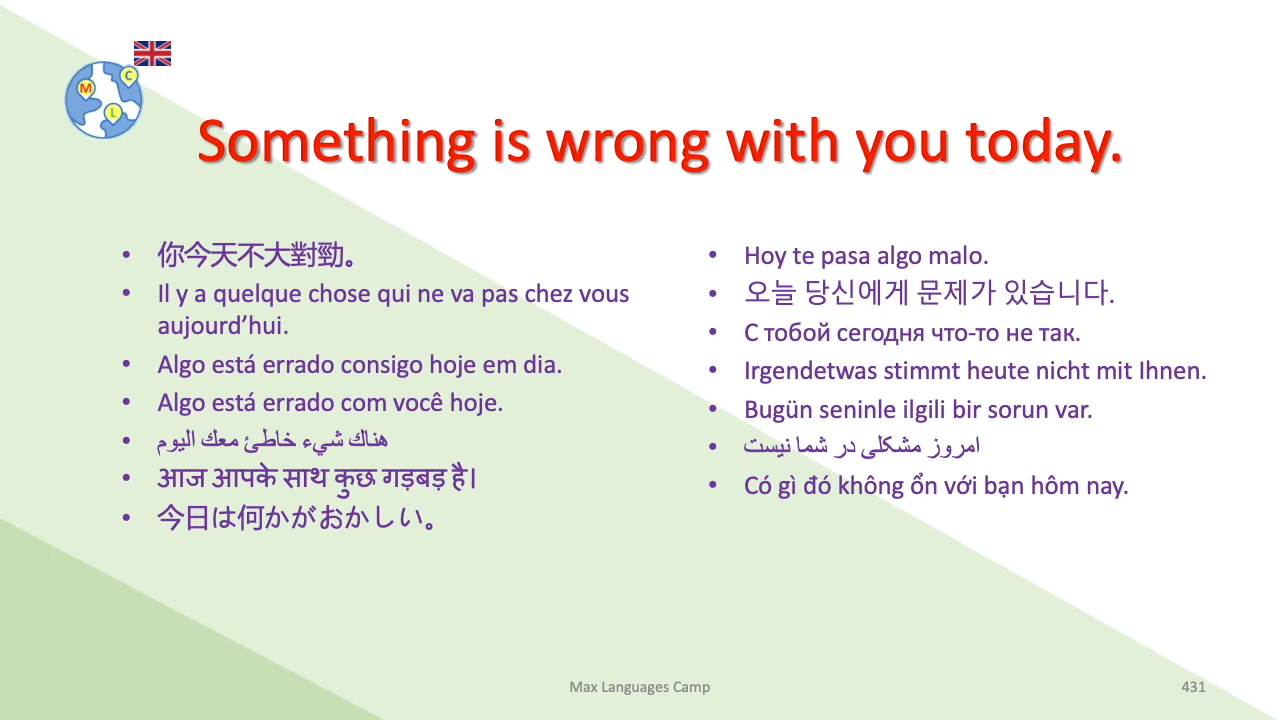 M
C
L
Something is wrong with you today.
• 你今天不大對勁。
• Il y a quelque chose qui ne va pas chez vous
aujourd’hui.
• Algo está errado consigo hoje em dia.
• Algo está errado com você hoje.
• هناك شيء خاطئ معك اليوم
• आज आपके साथ कुछ गड़बड़ है।
• 今日は何かがおかしい。
• Hoy te pasa algo malo.
• 오늘 당신에게 문제가 있습니다.
• С тобой сегодня что-то не так.
• Irgendetwas stimmt heute nicht mit Ihnen.
• Bugün seninle ilgili bir sorun var.
• امروز مشکلی در شما نیست
• Có gì đó không ổn với bạn hôm nay.
Max Languages Camp
431